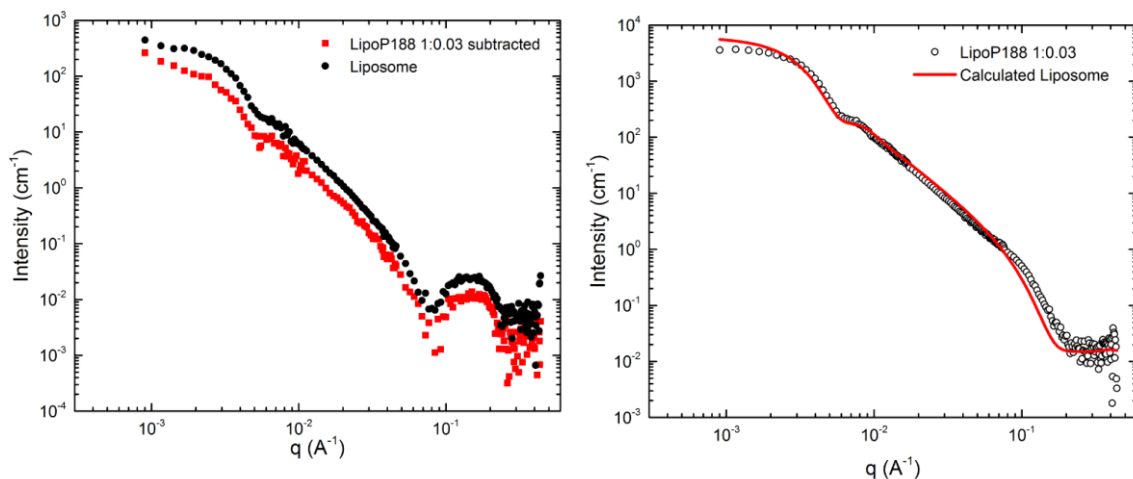 10³
10²
10¹
10⁰
10⁻¹
10⁻²
10⁻³
10⁻⁴
Intensity (cm⁻¹)
LipoP188 1:0.03 subtracted
Liposome
10⁻³
10⁻²
10⁻¹
q (A⁻¹)
10⁴
10³
10²
10¹
10⁰
10⁻¹
10⁻²
10⁻³
Intensity (cm⁻¹)
LipoP188 1:0.03
Calculated Liposome
10⁻³
10⁻²
10⁻¹
q (A⁻¹)